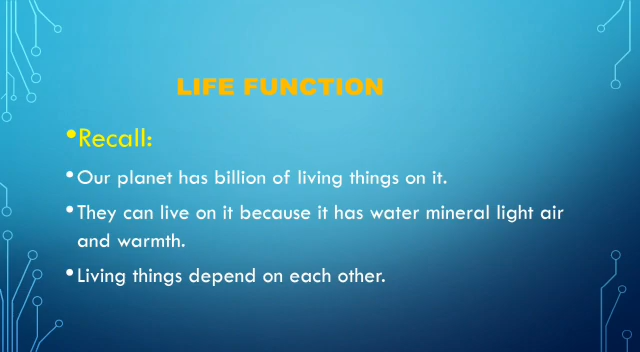 LIFE FUNCTION
•Recall:
•Our planet has billion of living things on it.
•They can live on it because it has water mineral light air
and warmth.
•Living things depend on each other.